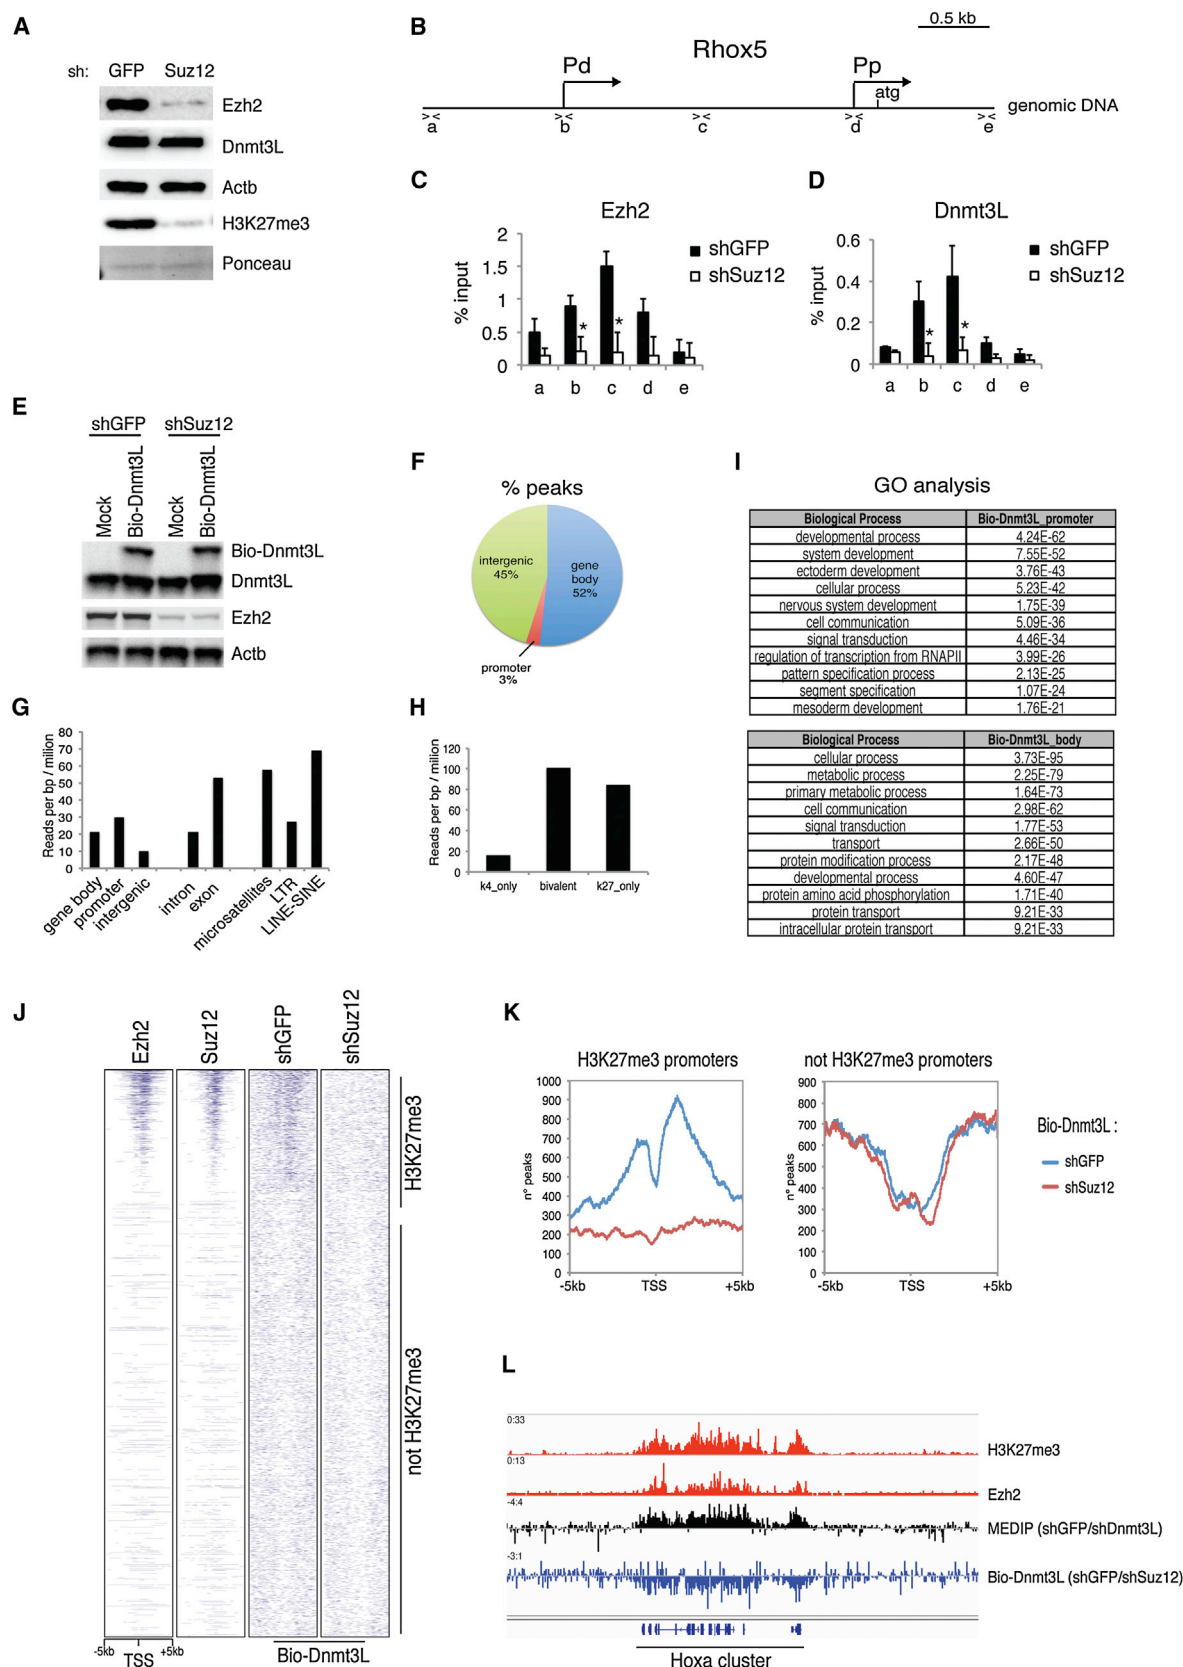 A
sh: GFP Suz12
Ezh2
Dnmt3L
Actb
H3K27me3
Ponceau
B
0.5 kb
Rhox5
Pd
Pp
atg
genomic DNA
a b c d e
C
Ezh2
2
1.5
1
0.5
0
% input
shGFP
shSuz12
* *
a b c d e
D
Dnmt3L
0.6
0.4
0.2
0
% input
shGFP
shSuz12
* *
a b c d e
E
shGFP shSuz12
Mock
Bio-Dnmt3L
Mock
Bio-Dnmt3L
Bio-Dnmt3L
Dnmt3L
Ezh2
Actb
F
% peaks
intergenic
45%
gene
body
52%
promoter
3%
G
Reads per bp / milion
80
70
60
50
40
30
20
10
0
gene body
promoter
intergenic
intron
exon
microsatellites
LTR
LINE-SINE
H
Reads per bp / milion
120
100
80
60
40
20
0
k4_only bivalent k27_only
I
GO analysis
Biological Process Bio-Dnmt3L_promoter
developmental process 4.24E-62
system development 7.55E-52
ectoderm development 3.76E-43
cellular process 5.23E-42
nervous system development 1.75E-39
cell communication 5.09E-36
signal transduction 4.46E-34
regulation of transcription from RNAPII 3.99E-26
pattern specification process 2.13E-25
segment specification 1.07E-24
mesoderm development 1.76E-21
Biological Process Bio-Dnmt3L_body
cellular process 3.73E-95
metabolic process 2.25E-79
primary metabolic process 1.64E-73
cell communication 2.98E-62
signal transduction 1.77E-53
transport 2.66E-50
protein modification process 2.17E-48
developmental process 4.60E-47
protein amino acid phosphorylation 1.71E-40
protein transport 9.21E-33
intracellular protein transport 9.21E-33
J
Ezh2
Suz12
shGFP
shSuz12
H3K27me3
not H3K27me3
-5kb TSS +5kb
Bio-Dnmt3L
K
H3K27me3 promoters
1000
900
800
700
600
500
400
300
200
100
0
n° peaks
-5kb TSS +5kb
not H3K27me3 promoters
900
800
700
600
500
400
300
200
100
0
n° peaks
-5kb TSS +5kb
Bio-Dnmt3L :
shGFP
shSuz12
L
0:33
H3K27me3
0:13
Ezh2
-4:4
MEDIP (shGFP/shDnmt3L)
-3:1
Bio-Dnmt3L (shGFP/shSuz12)
Hoxa cluster